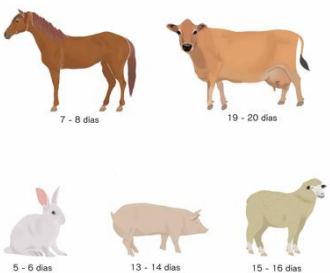 7 - 8 dias
19 - 20 dias
5 - 6 dias
13 - 14 dias
15 - 16 dias